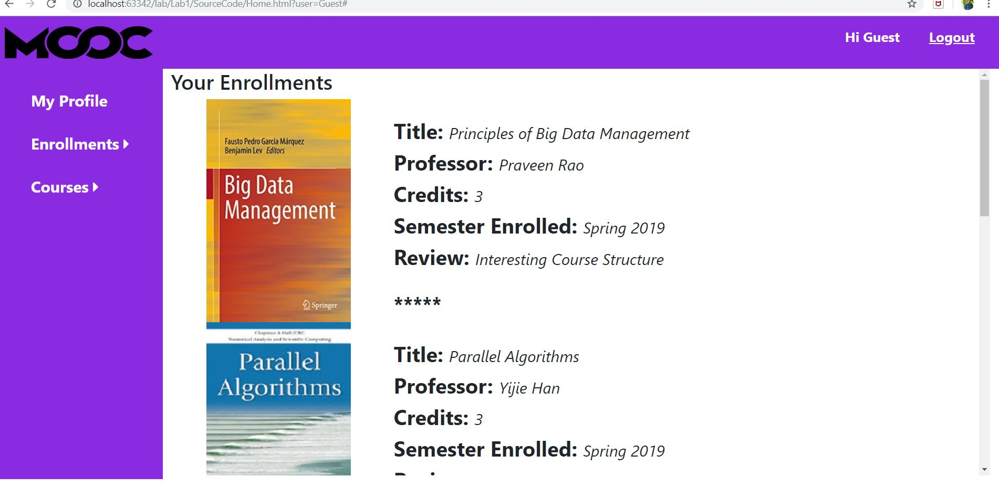 localhost:63342/lab/Lab1/SourceCode/Home.html?user=Guest#
MOOC
Hi Guest
Logout
My Profile
Enrollments
Courses
Your Enrollments
Fausto Pedro García Márquez
Benjamin Lev Editors
Big Data
Management
Springer
Title: Principles of Big Data Management
Professor: Praveen Rao
Credits: 3
Semester Enrolled: Spring 2019
Review: Interesting Course Structure
*****
Chapman & Hall/CRC
Numerical Analysis and Scientific Computing
Parallel
Algorithms
Title: Parallel Algorithms
Professor: Yijie Han
Credits: 3
Semester Enrolled: Spring 2019